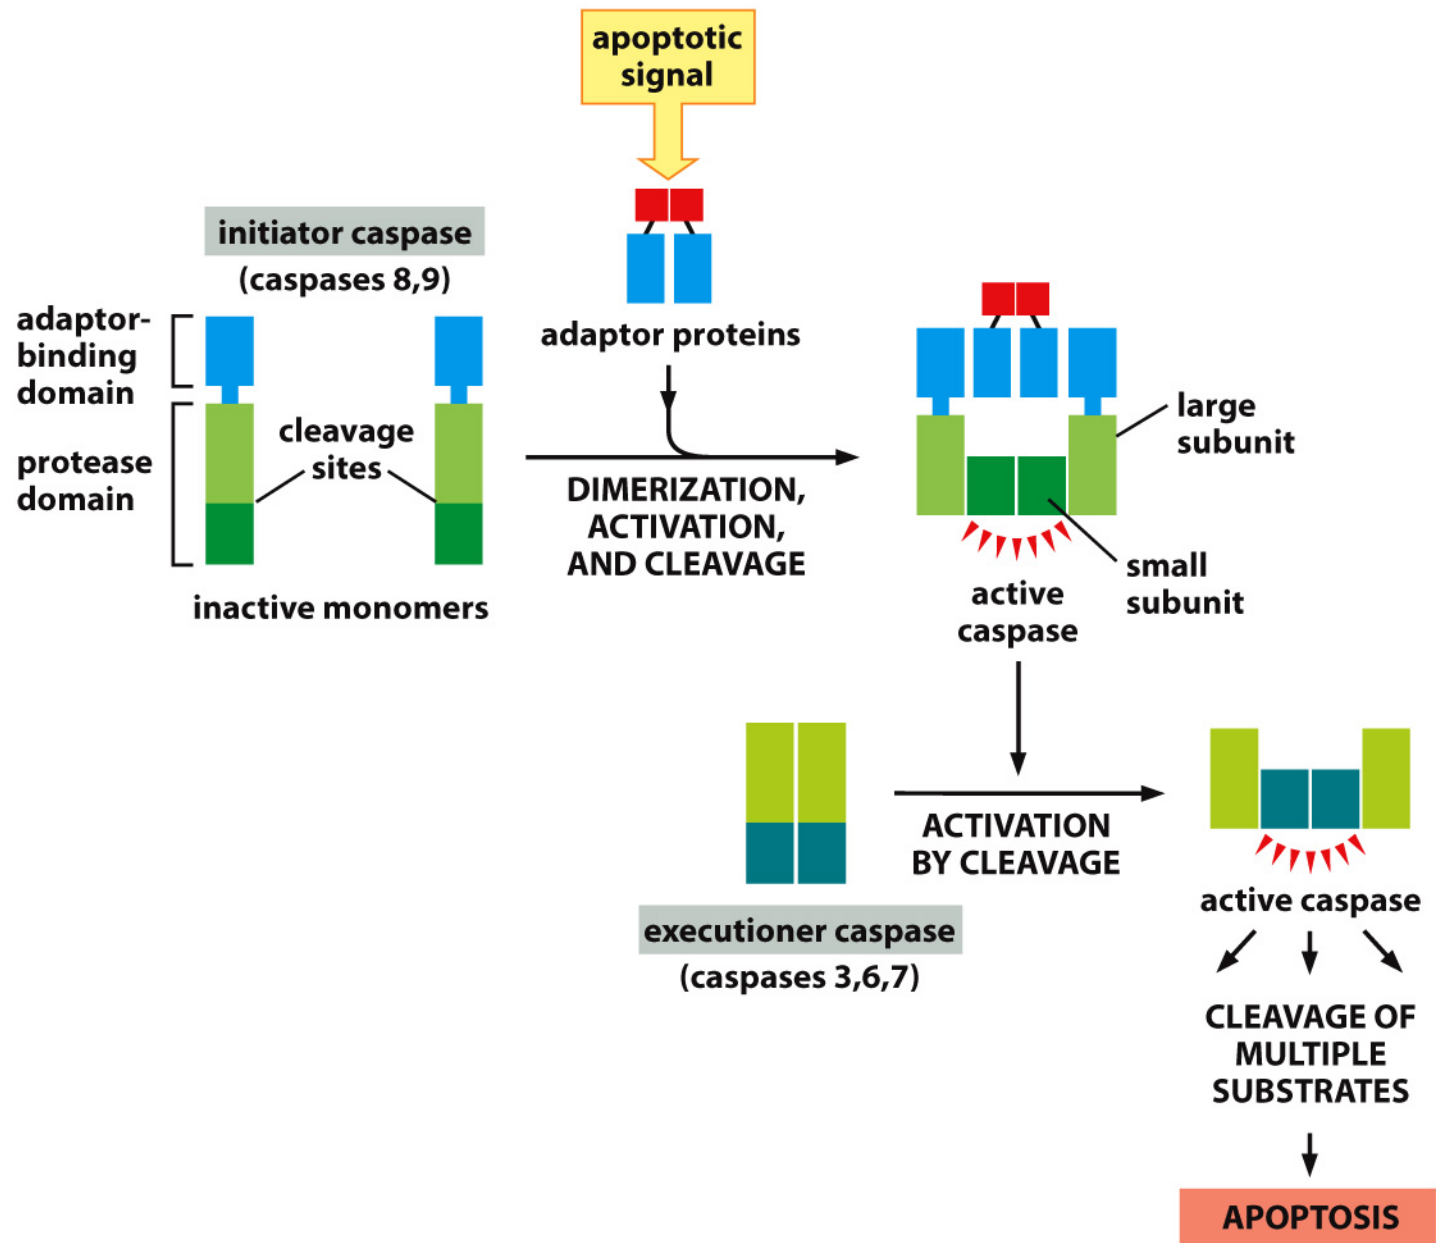 apoptotic
signal
initiator caspase
(caspases 8,9)
adaptor-
binding
domain
protease
domain
cleavage
sites
inactive monomers
adaptor proteins
DIMERIZATION,
ACTIVATION,
AND CLEAVAGE
large
subunit
small
subunit
active
caspase
executioner caspase
(caspases 3,6,7)
ACTIVATION
BY CLEAVAGE
active caspase
CLEAVAGE OF
MULTIPLE
SUBSTRATES
APOPTOSIS